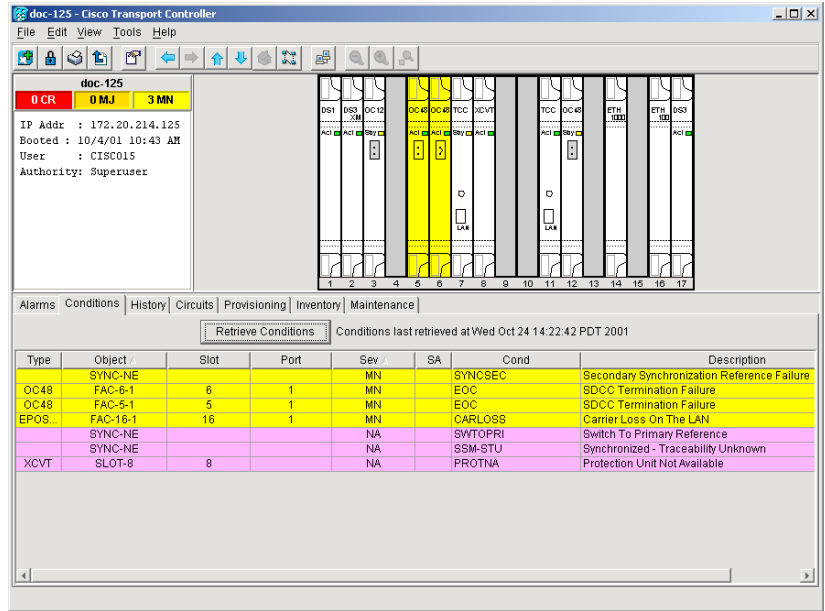 doc-125 - Cisco Transport Controller
File Edit View Tools Help
doc-125
0 CR 0 MJ 3 MN
IP Addr : 172.20.214.125
Booted : 10/4/01 10:43 AM
User : CISCO15
Authority: Superuser
DS1 DS3 XM OC12 OC48 OC48 TCC XCVT TCC OC48 ETH 1000 ETH 100 DS3
Act Act Sby Act Act Sby Act Act Sby Act
LAN LAN
1 2 3 4 5 6 7 8 9 10 11 12 13 14 15 16 17
Alarms Conditions History Circuits Provisioning Inventory Maintenance
Retrieve Conditions Conditions last retrieved at Wed Oct 24 14:22:42 PDT 2001
Type Object Slot Port Sev SA Cond Description
SYNC-NE MN SYNCSEC Secondary Synchronization Reference Failure
OC48 FAC-6-1 6 1 MN EOC SDCC Termination Failure
OC48 FAC-5-1 5 1 MN EOC SDCC Termination Failure
EPOS... FAC-16-1 16 1 MN CARLOSS Carrier Loss On The LAN
SYNC-NE NA SWTOPRI Switch To Primary Reference
SYNC-NE NA SSM-STU Synchronized - Traceability Unknown
XCVT SLOT-8 8 NA PROTNA Protection Unit Not Available